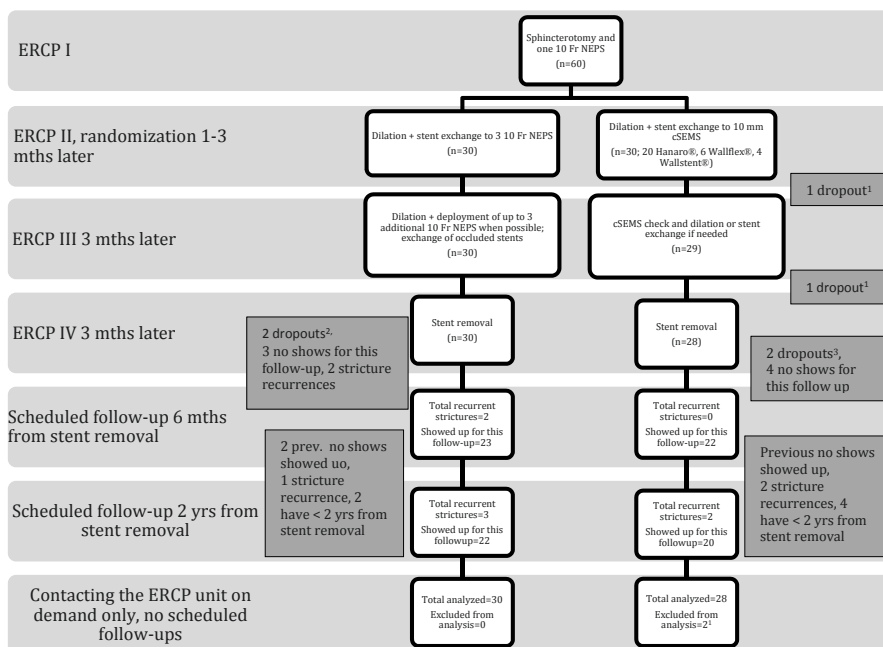 ERCP I
Sphincterotomy and
one 10 Fr NEPS
(n=60)
ERCP II, randomization 1-3
mths later
Dilation + stent exchange to 3 10 Fr NEPS
(n=30)
Dilation + stent exchange to 10 mm
cSEMS
(n=30; 20 Hanaro®, 6 Wallflex®, 4
Wallstent®)
1 dropout¹
ERCP III 3 mths later
Dilation + deployment of up to 3
additional 10 Fr NEPS when possible;
exchange of occluded stents
(n=30)
cSEMS check and dilation or stent
exchange if needed
(n=29)
1 dropout¹
ERCP IV 3 mths later
Stent removal
(n=30)
Stent removal
(n=28)
2 dropouts²,
3 no shows for this
follow-up, 2 stricture
recurrences
2 dropouts³,
4 no shows for
this follow up
Scheduled follow-up 6 mths
from stent removal
Total recurrent
strictures=2
Showed up for this
follow-up=23
Total recurrent
strictures=0
Showed up for this
follow-up=22
2 prev. no shows
showed uo,
1 stricture
recurrence, 2
have < 2 yrs from
stent removal
Previous no shows
showed up,
2 stricture
recurrences, 4
have < 2 yrs from
stent removal
Scheduled follow-up 2 yrs from
stent removal
Total recurrent
strictures=3
Showed up for this
followup=22
Total recurrent
strictures=2
Showed up for this
followup=20
Contacting the ERCP unit on
demand only, no scheduled
follow-ups
Total analyzed=30
Excluded from
analysis=0
Total analyzed=28
Excluded from
analysis=2¹